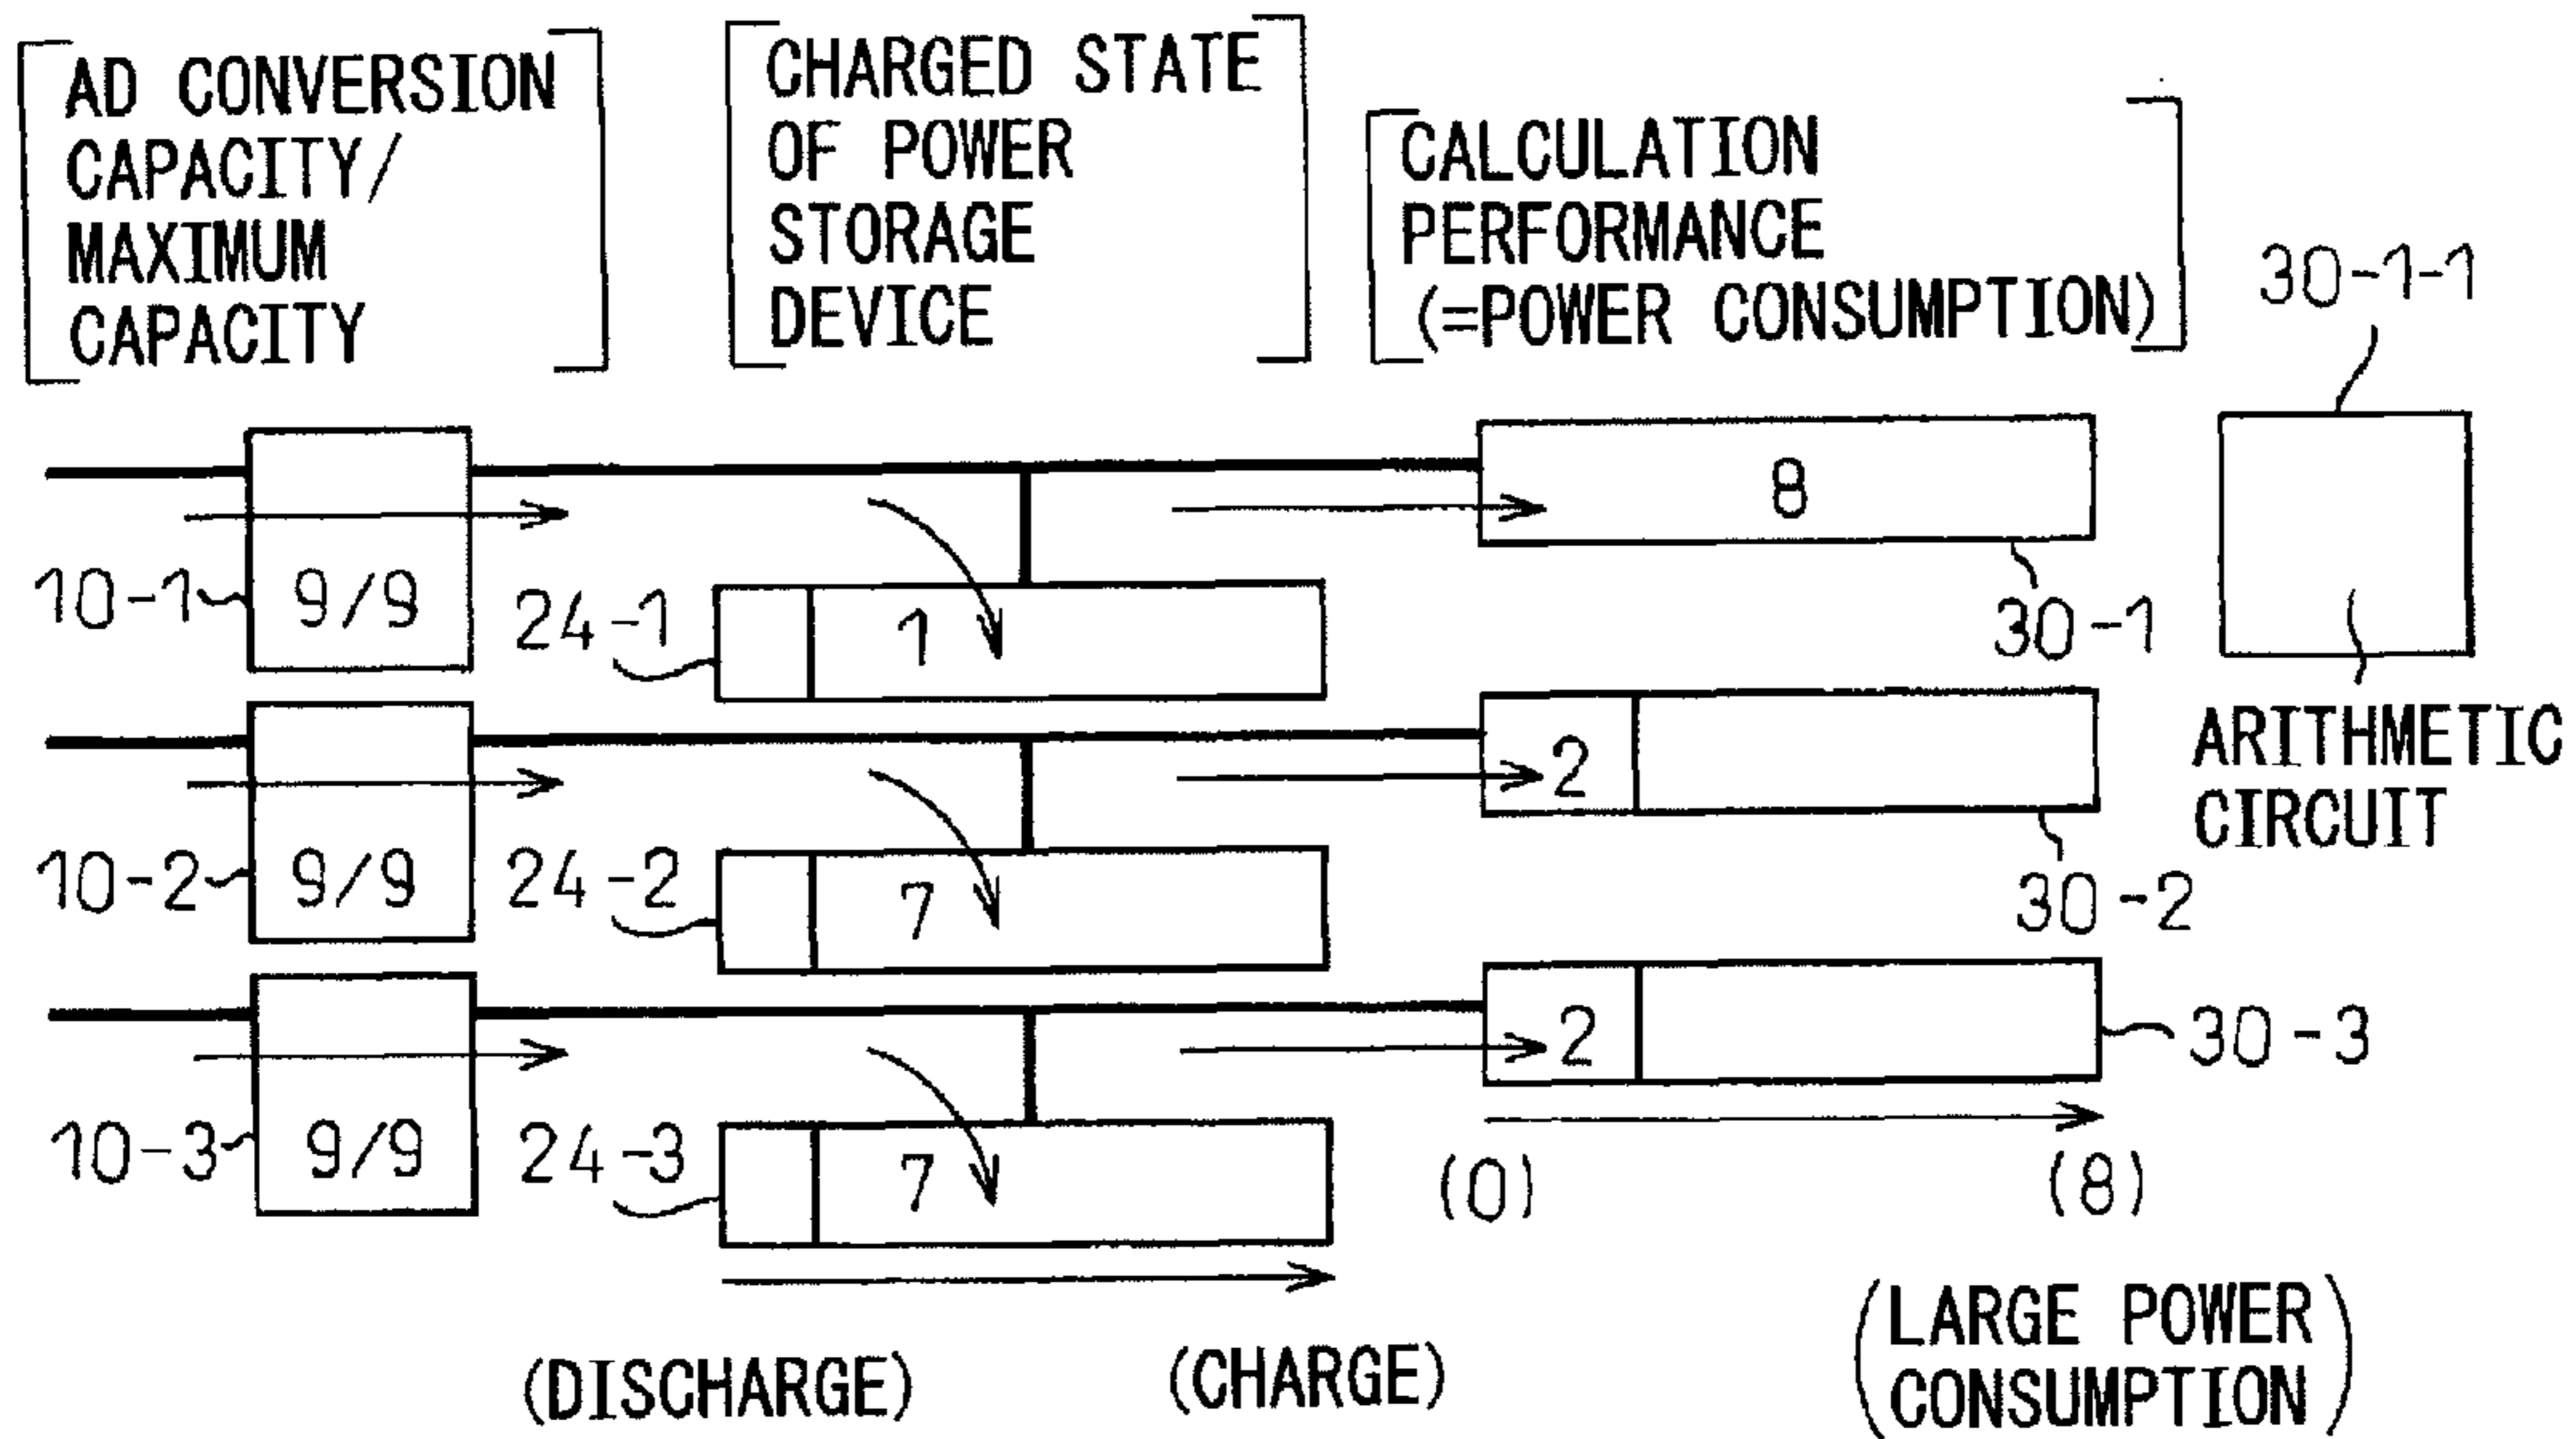 AD CONVERSION
CAPACITY/
MAXIMUM
CAPACITY
CHARGED STATE
OF POWER
STORAGE
DEVICE
CALCULATION
PERFORMANCE
(=POWER CONSUMPTION)
30-1-1
8
10-1
9/9
24-1
1
30-1
ARITHMETIC
CIRCUIT
2
10-2
9/9
24-2
7
30-2
2
30-3
10-3
9/9
24-3
7
(0)
(8)
(DISCHARGE)
(CHARGE)
(LARGE POWER
CONSUMPTION)